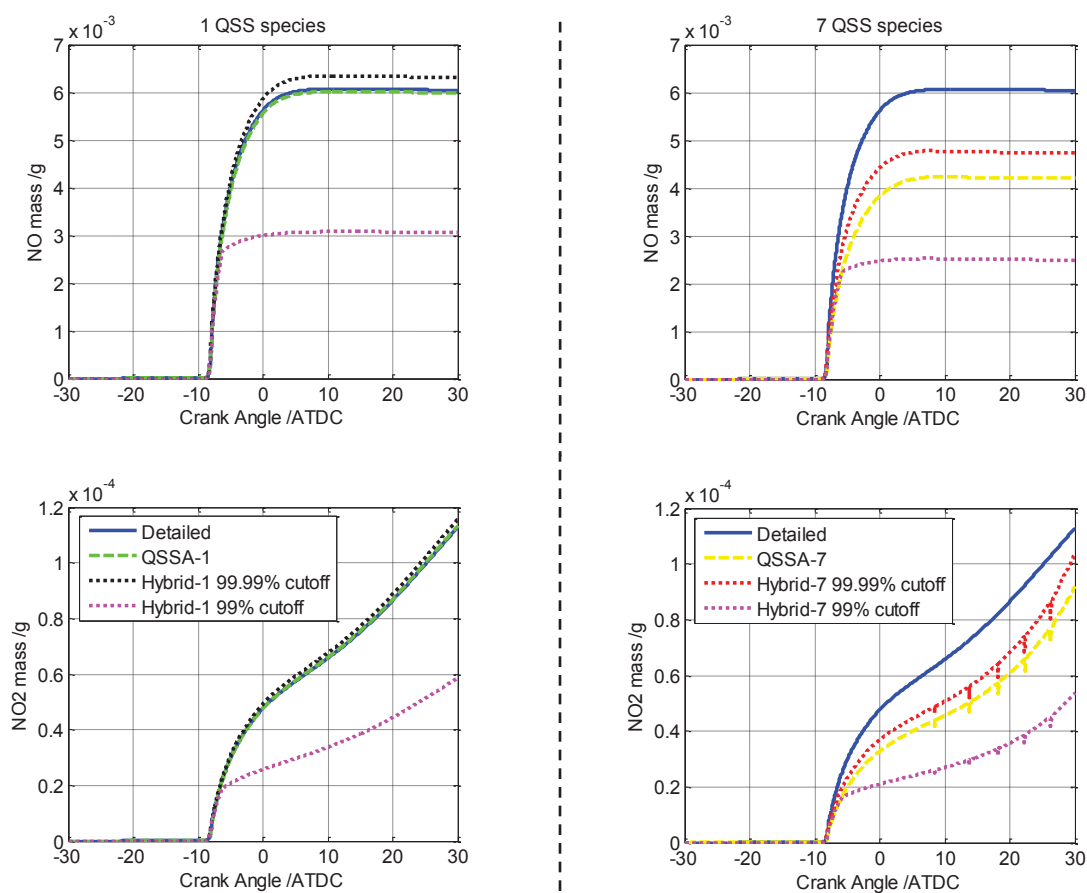 1 QSS species
x 10⁻³
7
6
5
4
3
2
1
0
NO mass /g
-30 -20 -10 0 10 20 30
Crank Angle /ATDC
7 QSS species
x 10⁻³
7
6
5
4
3
2
1
0
NO mass /g
-30 -20 -10 0 10 20 30
Crank Angle /ATDC
x 10⁻⁴
1.2
1
0.8
0.6
0.4
0.2
0
NO2 mass /g
Detailed
QSSA-1
Hybrid-1 99.99% cutoff
Hybrid-1 99% cutoff
-30 -20 -10 0 10 20 30
Crank Angle /ATDC
x 10⁻⁴
1.2
1
0.8
0.6
0.4
0.2
0
NO2 mass /g
Detailed
QSSA-7
Hybrid-7 99.99% cutoff
Hybrid-7 99% cutoff
-30 -20 -10 0 10 20 30
Crank Angle /ATDC